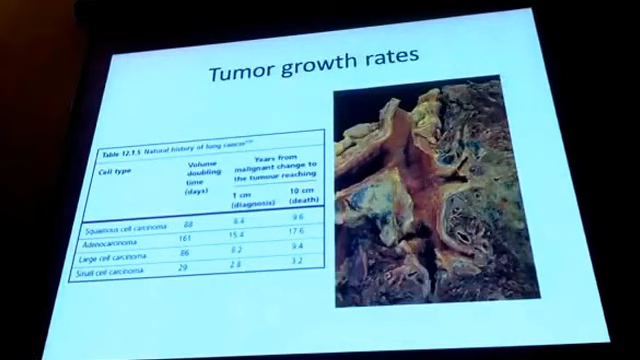 Tumor growth rates
Table 12.1.5 Natural history of lung cancer
Cell type
Volume doubling time (days)
Years from malignant change to the tumour reaching
1 cm (diagnosis)
10 cm (death)
Squamous cell carcinoma 88 8.4 9.6
Adenocarcinoma 161 15.4 17.6
Large cell carcinoma 86 8.2 9.4
Small cell carcinoma 29 2.8 3.2